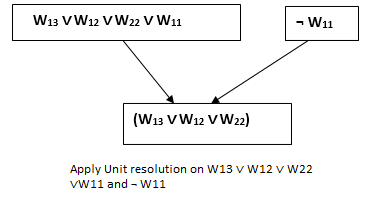 W₁₃ ∨ W₁₂ ∨ W₂₂ ∨ W₁₁
¬ W₁₁
(W₁₃ ∨ W₁₂ ∨ W₂₂)
Apply Unit resolution on W13 ∨ W12 ∨ W22
∨W11 and ¬ W11